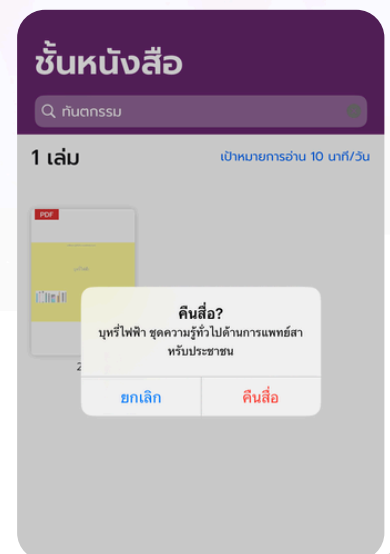 ชั้นหนังสือ
ทันตกรรม
1 เล่ม
เป้าหมายการอ่าน 10 นาที/วัน
PDF
คืนสื่อ?
บุหรี่ไฟฟ้า ชุดความรู้ทั่วไปด้านการแพทย์สา
หรับประชาชน
2
ยกเลิก
คืนสื่อ